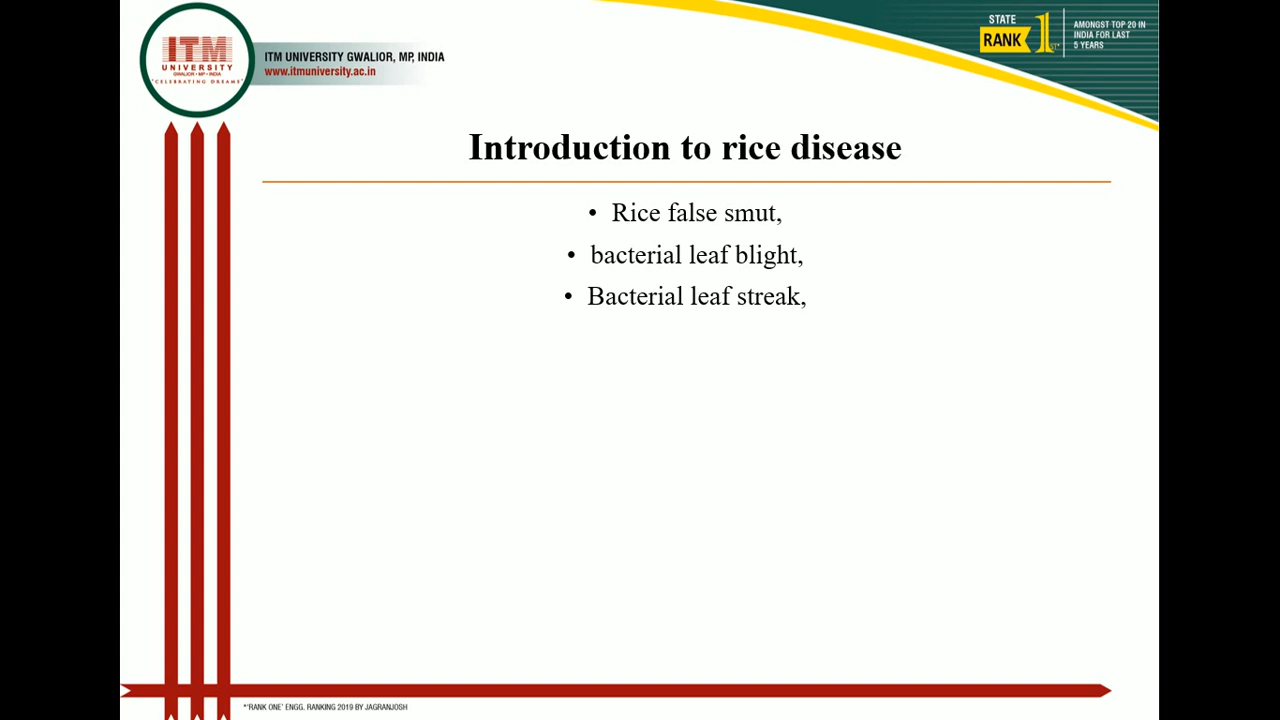 ITM
UNIVERSITY
GWALIOR • MP • INDIA
"CELEBRATING DREAMS"
ITM UNIVERSITY GWALIOR, MP, INDIA
www.itmuniversity.ac.in
STATE
RANK 1ST*
AMONGST TOP 20 IN
INDIA FOR LAST
5 YEARS
Introduction to rice disease
• Rice false smut,
• bacterial leaf blight,
• Bacterial leaf streak,
*'RANK ONE' ENGG. RANKING 2019 BY JAGRANJOSH